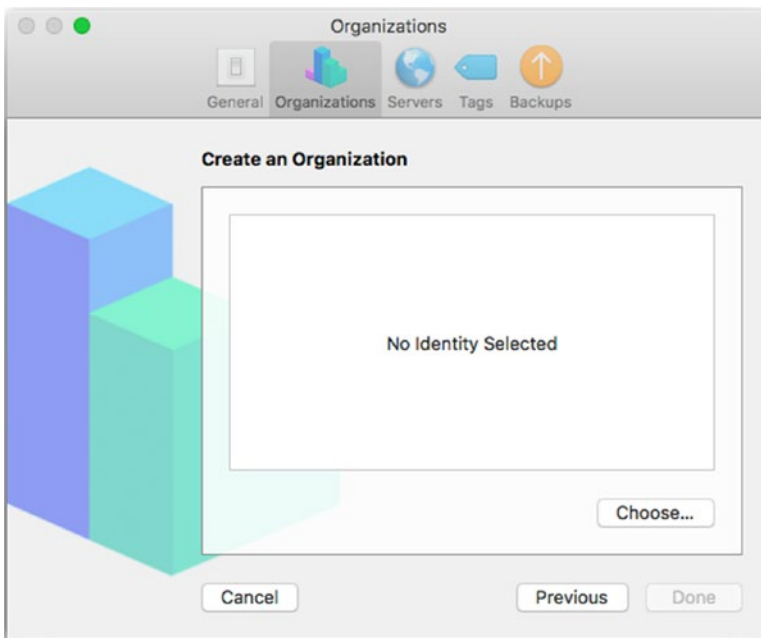 Organizations
General Organizations Servers Tags Backups
Create an Organization
No Identity Selected
Choose...
Cancel Previous Done